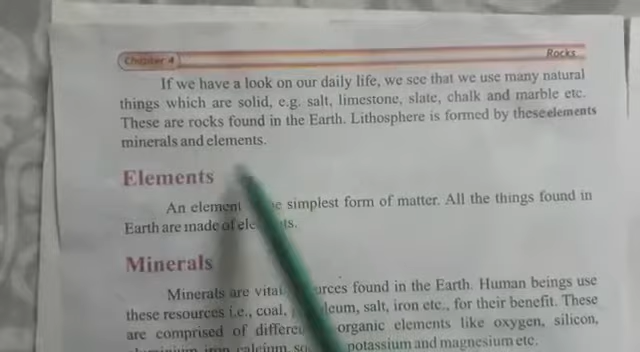 Chapter 4
Rocks
If we have a look on our daily life, we see that we use many natural
things which are solid, e.g. salt, limestone, slate, chalk and marble etc.
These are rocks found in the Earth. Lithosphere is formed by these elements
minerals and elements.
Elements
An element simplest form of matter. All the things found in
Earth are made of
Minerals
Minerals are vital found in the Earth. Human beings use
these resources i.e., coal, salt, iron etc., for their benefit. These
are comprised of organic elements like oxygen, silicon,
iron calcium potassium and magnesium etc.